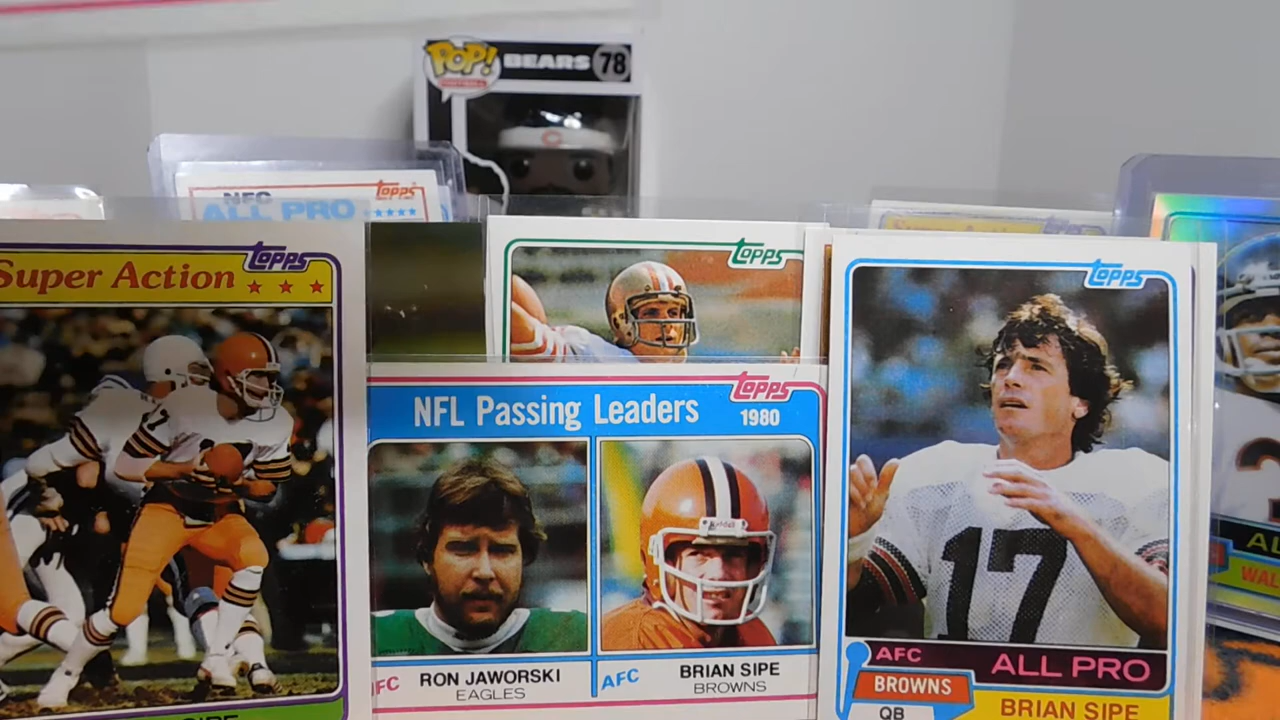 POP!
BEARS 78
NFC
topps
ALL PRO
Super Action
topps
topps
NFL Passing Leaders
topps
1980
RON JAWORSKI
EAGLES
AFC
BRIAN SIPE
BROWNS
topps
17
AFC
ALL PRO
BROWNS
QB
BRIAN SIPE